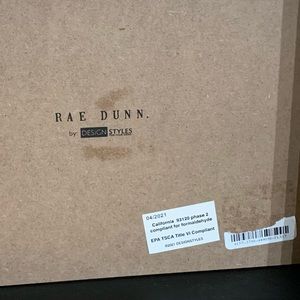 RAE DUNN.
by: DESIGN STYLES
04/2021
California 93120 phase 2
compliant for formaldehyde
EPA TSCA Title VI Compliant